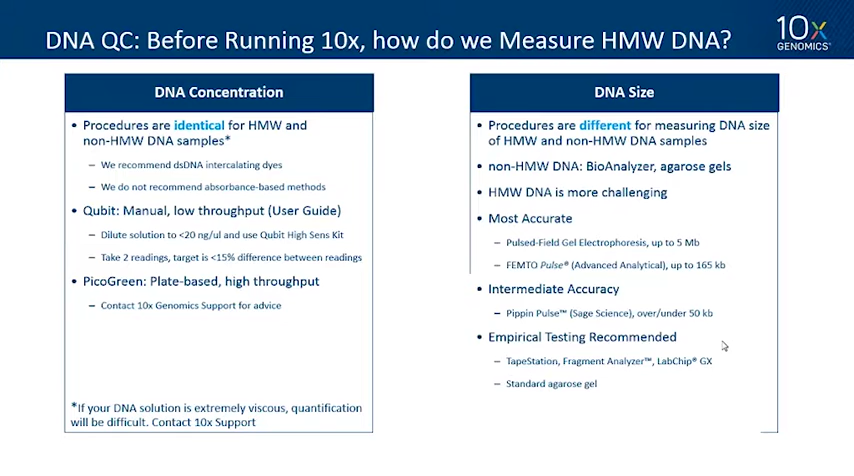 DNA QC: Before Running 10x, how do we Measure HMW DNA?
10x
GENOMICS
DNA Concentration
• Procedures are identical for HMW and
non-HMW DNA samples*
– We recommend dsDNA intercalating dyes
– We do not recommend absorbance-based methods
• Qubit: Manual, low throughput (User Guide)
– Dilute solution to <20 ng/ul and use Qubit High Sens Kit
– Take 2 readings, target is <15% difference between readings
• PicoGreen: Plate-based, high throughput
– Contact 10x Genomics Support for advice
*If your DNA solution is extremely viscous, quantification
will be difficult. Contact 10x Support
DNA Size
• Procedures are different for measuring DNA size
of HMW and non-HMW DNA samples
• non-HMW DNA: BioAnalyzer, agarose gels
• HMW DNA is more challenging
• Most Accurate
– Pulsed-Field Gel Electrophoresis, up to 5 Mb
– FEMTO Pulse® (Advanced Analytical), up to 165 kb
• Intermediate Accuracy
– Pippin Pulse™ (Sage Science), over/under 50 kb
• Empirical Testing Recommended
– TapeStation, Fragment Analyzer™, LabChip® GX
– Standard agarose gel